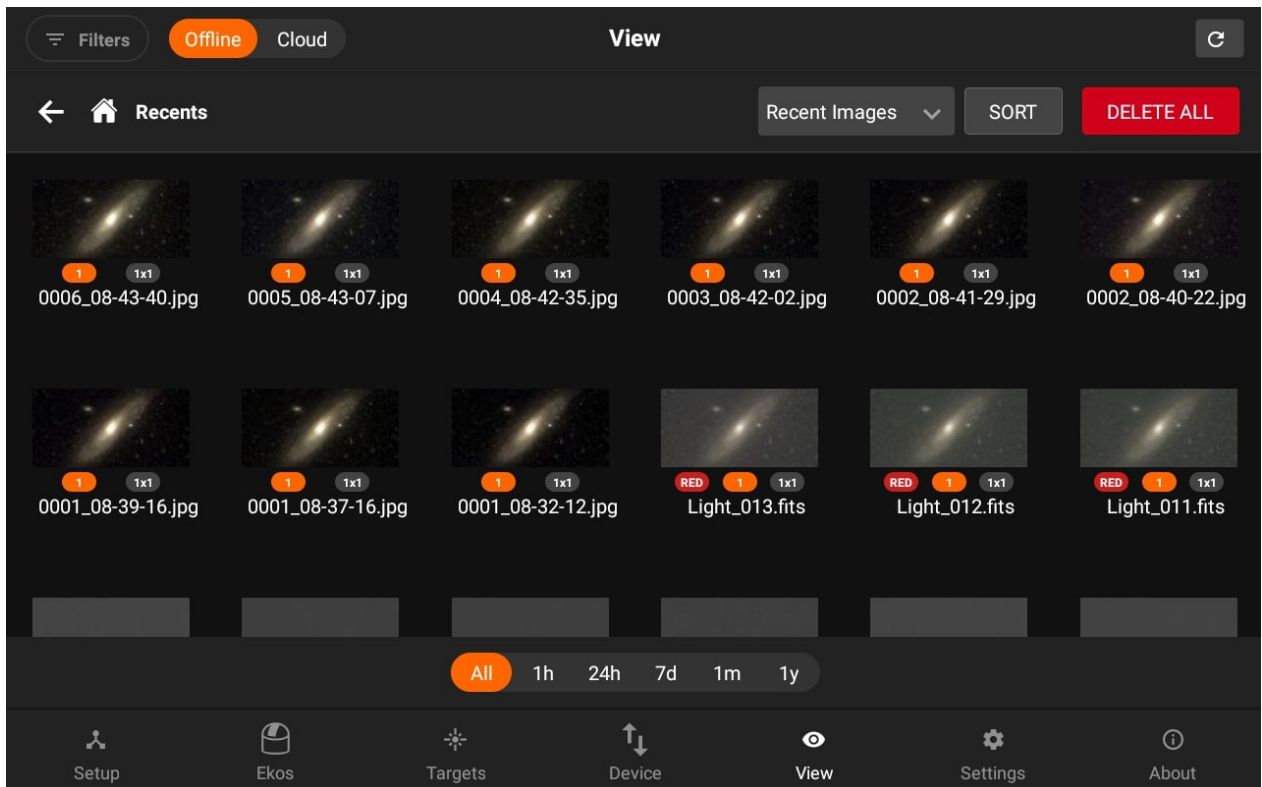 Filters Offline Cloud View
Recents Recent Images SORT DELETE ALL
1 1x1 1 1x1 1 1x1 1 1x1 1 1x1 1 1x1
0006_08-43-40.jpg 0005_08-43-07.jpg 0004_08-42-35.jpg 0003_08-42-02.jpg 0002_08-41-29.jpg 0002_08-40-22.jpg
1 1x1 1 1x1 1 1x1 RED 1 1x1 RED 1 1x1 RED 1 1x1
0001_08-39-16.jpg 0001_08-37-16.jpg 0001_08-32-12.jpg Light_013.fits Light_012.fits Light_011.fits
All 1h 24h 7d 1m 1y
Setup Ekos Targets Device View Settings About